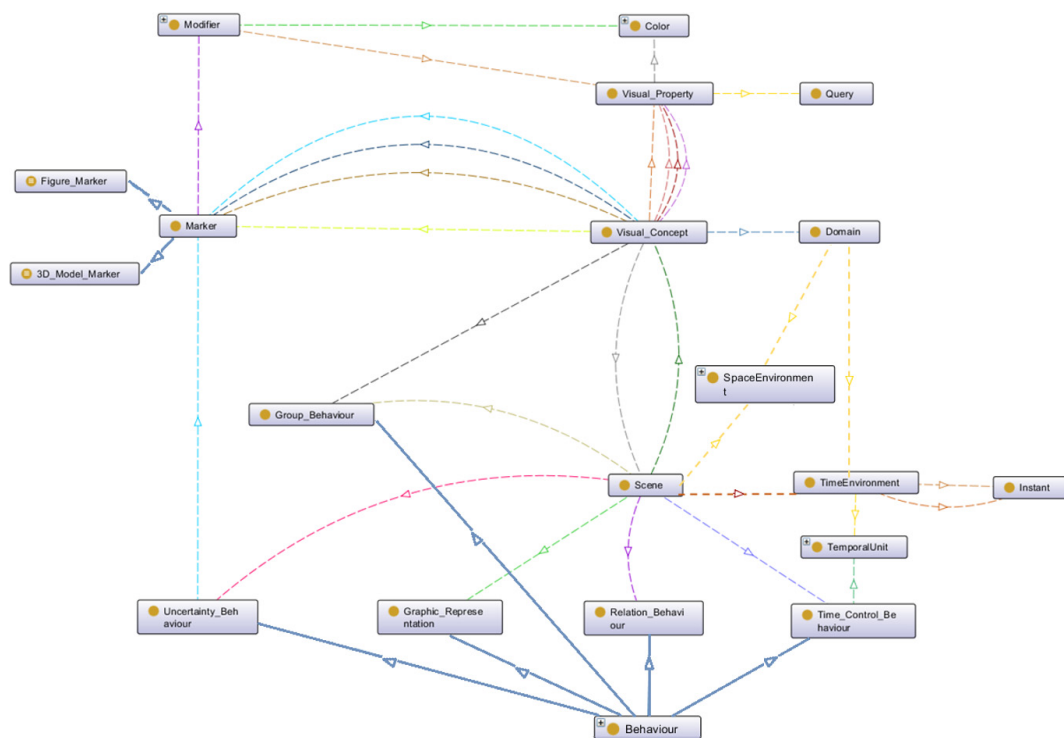 Modifier
Color
Visual_Property
Query
Figure_Marker
Marker
Visual_Concept
Domain
3D_Model_Marker
SpaceEnvironmen
t
Group_Behaviour
Scene
TimeEnvironment
Instant
TemporalUnit
Uncertainty_Beh
aviour
Graphic_Represe
ntation
Relation_Behavi
our
Time_Control_Be
haviour
Behaviour